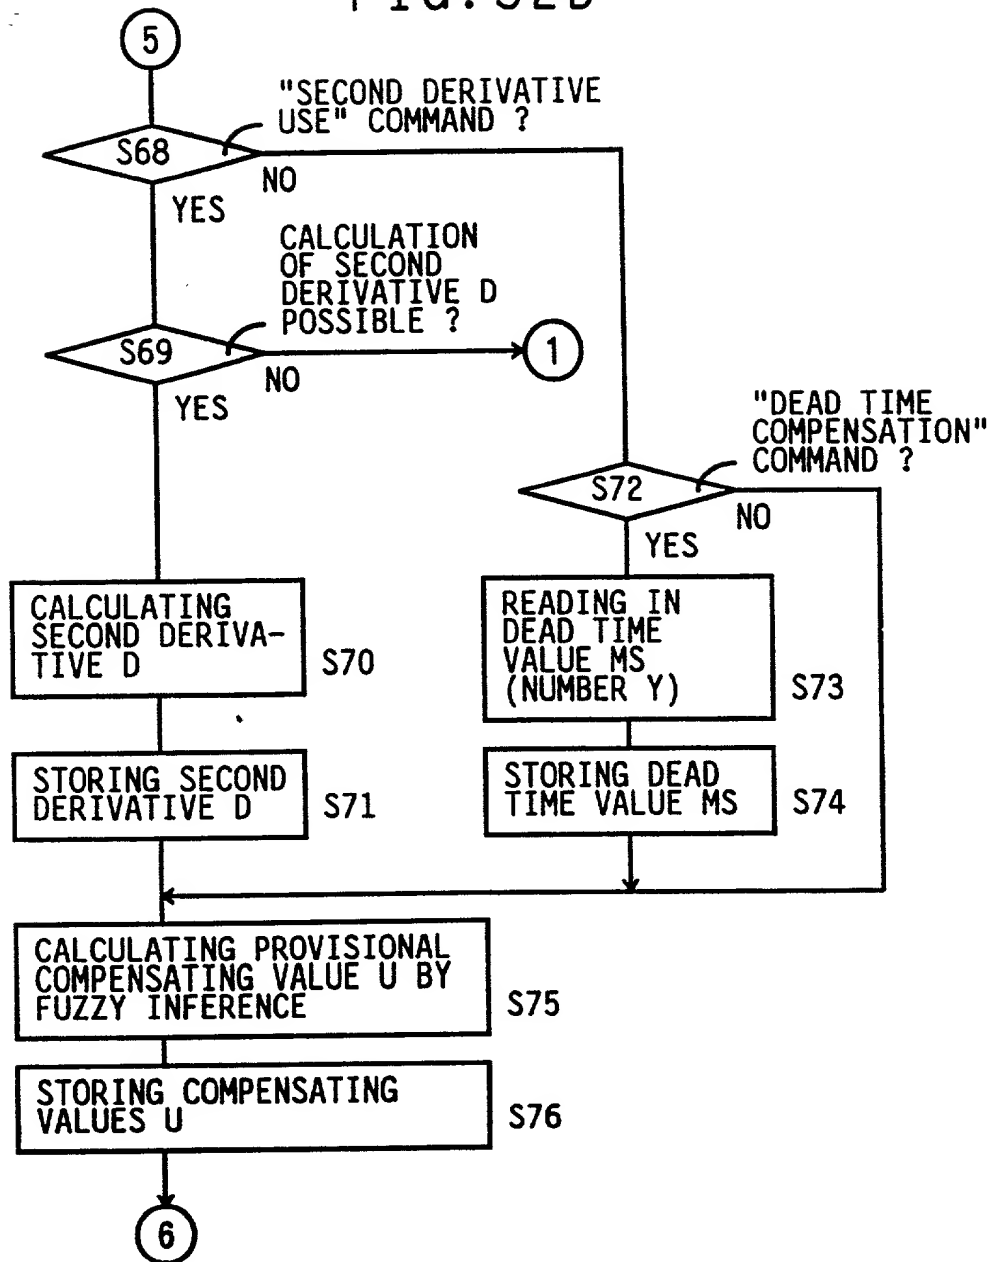 FIG.32B
5
"SECOND DERIVATIVE
USE" COMMAND ?
S68
NO
YES
CALCULATION
OF SECOND
DERIVATIVE D
POSSIBLE ?
S69
NO
1
YES
"DEAD TIME
COMPENSATION"
COMMAND ?
S72
NO
YES
CALCULATING
SECOND DERIVA-
TIVE D
S70
READING IN
DEAD TIME
VALUE MS
(NUMBER Y)
S73
STORING SECOND
DERIVATIVE D
S71
STORING DEAD
TIME VALUE MS
S74
CALCULATING PROVISIONAL
COMPENSATING VALUE U BY
FUZZY INFERENCE
S75
STORING COMPENSATING
VALUES U
S76
6